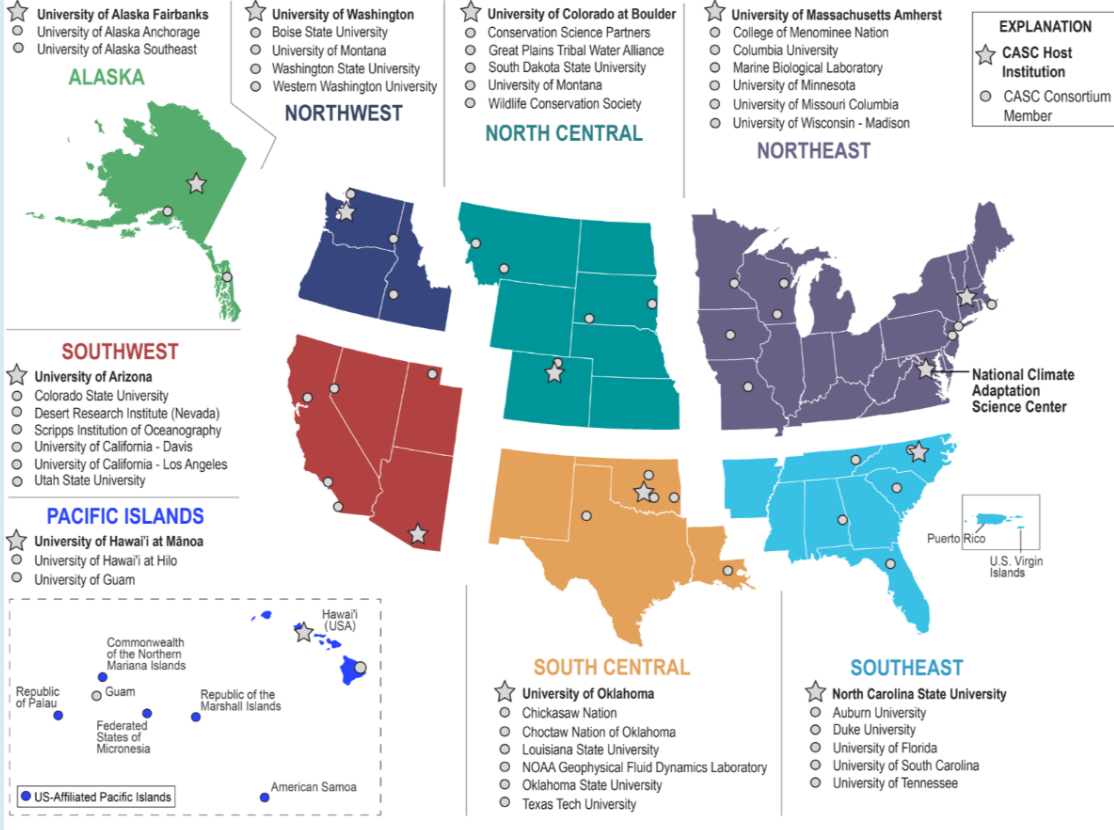 University of Alaska Fairbanks
University of Alaska Anchorage
University of Alaska Southeast
ALASKA
University of Washington
Boise State University
University of Montana
Washington State University
Western Washington University
NORTHWEST
University of Colorado at Boulder
Conservation Science Partners
Great Plains Tribal Water Alliance
South Dakota State University
University of Montana
Wildlife Conservation Society
NORTH CENTRAL
University of Massachusetts Amherst
College of Menominee Nation
Columbia University
Marine Biological Laboratory
University of Minnesota
University of Missouri Columbia
University of Wisconsin - Madison
NORTHEAST
EXPLANATION
CASC Host
Institution
CASC Consortium
Member
National Climate
Adaptation
Science Center
SOUTHWEST
University of Arizona
Colorado State University
Desert Research Institute (Nevada)
Scripps Institution of Oceanography
University of California - Davis
University of California - Los Angeles
Utah State University
PACIFIC ISLANDS
University of Hawai'i at Mānoa
University of Hawai'i at Hilo
University of Guam
Hawai'i
(USA)
Commonwealth
of the Northern
Mariana Islands
Guam
Republic
of Palau
Republic of the
Marshall Islands
Federated
States of
Micronesia
American Samoa
US-Affiliated Pacific Islands
Puerto Rico
U.S. Virgin
Islands
SOUTH CENTRAL
University of Oklahoma
Chickasaw Nation
Choctaw Nation of Oklahoma
Louisiana State University
NOAA Geophysical Fluid Dynamics Laboratory
Oklahoma State University
Texas Tech University
SOUTHEAST
North Carolina State University
Auburn University
Duke University
University of Florida
University of South Carolina
University of Tennessee